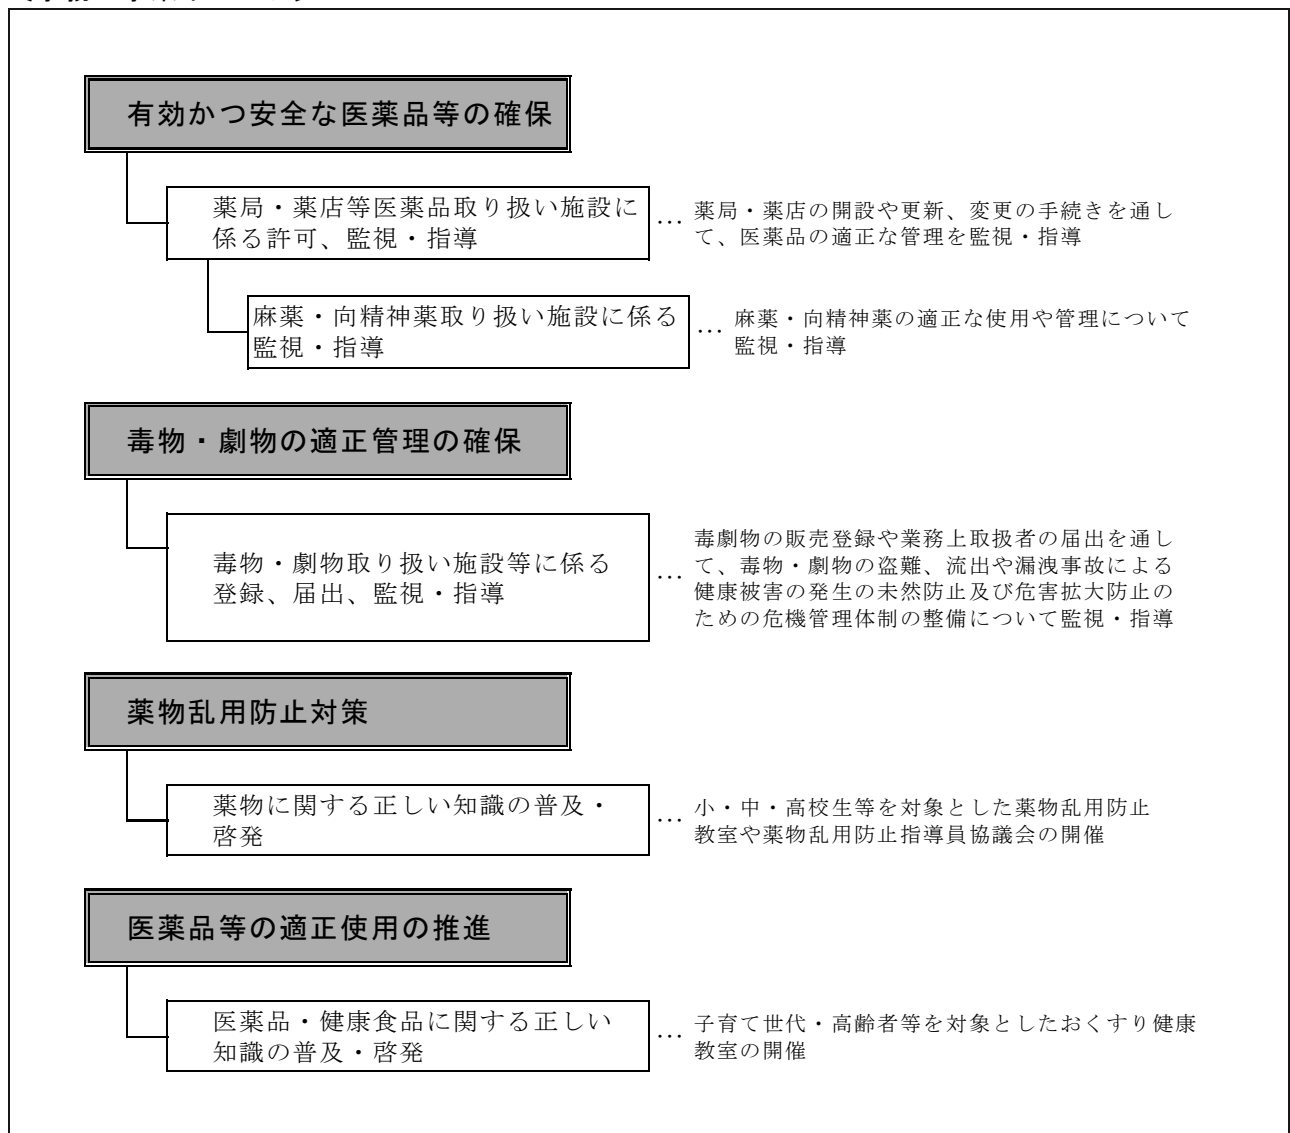 有効かつ安全な医薬品等の確保
薬局・薬店等医薬品取り扱い施設に
係る許可、監視・指導
… 薬局・薬店の開設や更新、変更の手続きを通し
て、医薬品の適正な管理を監視・指導
麻薬・向精神薬取り扱い施設に係る
監視・指導
… 麻薬・向精神薬の適正な使用や管理について
監視・指導
毒物・劇物の適正管理の確保
毒物・劇物取り扱い施設等に係る
登録、届出、監視・指導
… 毒劇物の販売登録や業務上取扱者の届出を通し
て、毒物・劇物の盗難、流出や漏洩事故による
健康被害の発生の未然防止及び危害拡大防止の
ための危機管理体制の整備について監視・指導
薬物乱用防止対策
薬物に関する正しい知識の普及・
啓発
… 小・中・高校生等を対象とした薬物乱用防止
教室や薬物乱用防止指導員協議会の開催
医薬品等の適正使用の推進
医薬品・健康食品に関する正しい
知識の普及・啓発
… 子育て世代・高齢者等を対象としたおくすり健康
教室の開催